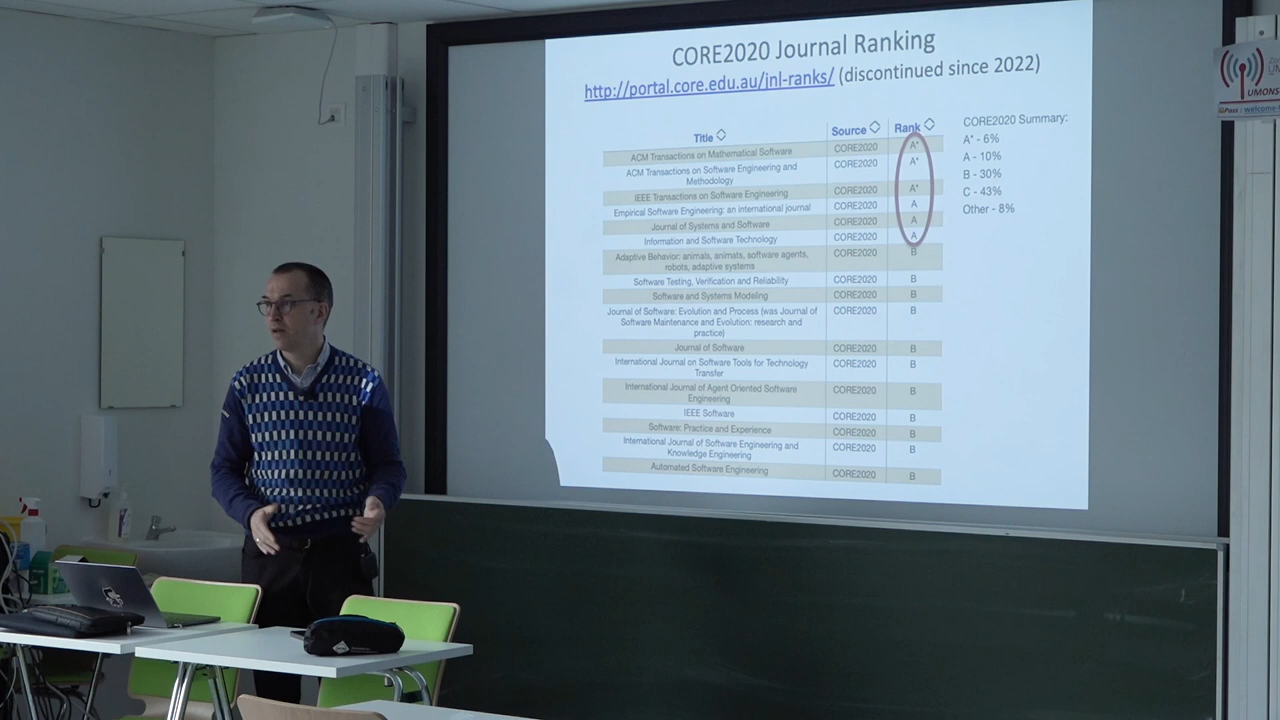 CORE2020 Journal Ranking
http://portal.core.edu.au/jnl-ranks/ (discontinued since 2022)
Title Source Rank
ACM Transactions on Mathematical Software CORE2020 A*
ACM Transactions on Software Engineering and
Methodology CORE2020 A*
IEEE Transactions on Software Engineering CORE2020 A*
Empirical Software Engineering: an international journal CORE2020 A
Journal of Systems and Software CORE2020 A
Information and Software Technology CORE2020 A
Adaptive Behavior: animals, animats, software agents,
robots, adaptive systems CORE2020 B
Software Testing, Verification and Reliability CORE2020 B
Software and Systems Modeling CORE2020 B
Journal of Software: Evolution and Process (was Journal of
Software Maintenance and Evolution: research and
practice) CORE2020 B
Journal of Software CORE2020 B
International Journal on Software Tools for Technology
Transfer CORE2020 B
International Journal of Agent Oriented Software
Engineering CORE2020 B
IEEE Software CORE2020 B
Software: Practice and Experience CORE2020 B
International Journal of Software Engineering and
Knowledge Engineering CORE2020 B
Automated Software Engineering CORE2020 B
CORE2020 Summary:
A* - 6%
A - 10%
B - 30%
C - 43%
Other - 8%
UMONS